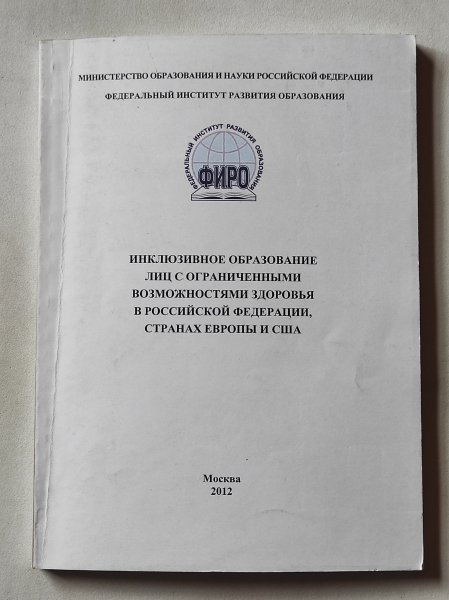 МИНИСТЕРСТВО ОБРАЗОВАНИЯ И НАУКИ РОССИЙСКОЙ ФЕДЕРАЦИИ
ФЕДЕРАЛЬНЫЙ ИНСТИТУТ РАЗВИТИЯ ОБРАЗОВАНИЯ
ФЕДЕРАЛЬНЫЙ ИНСТИТУТ РАЗВИТИЯ ОБРАЗОВАНИЯ
ФИРО
ИНКЛЮЗИВНОЕ ОБРАЗОВАНИЕ
ЛИЦ С ОГРАНИЧЕННЫМИ
ВОЗМОЖНОСТЯМИ ЗДОРОВЬЯ
В РОССИЙСКОЙ ФЕДЕРАЦИИ,
СТРАНАХ ЕВРОПЫ И США
Москва
2012